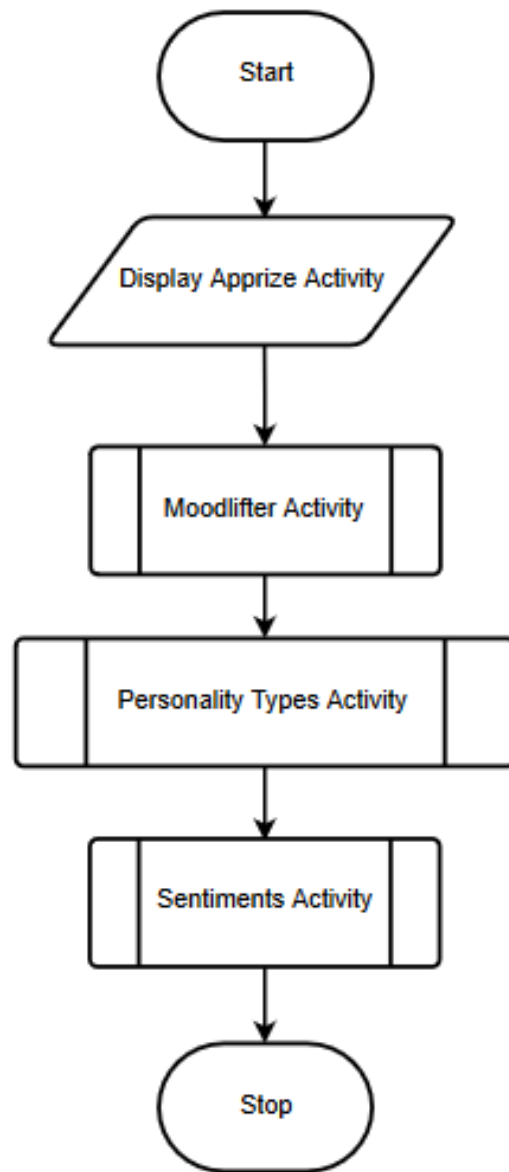 Start
Display Apprize Activity
Moodlifter Activity
Personality Types Activity
Sentiments Activity
Stop